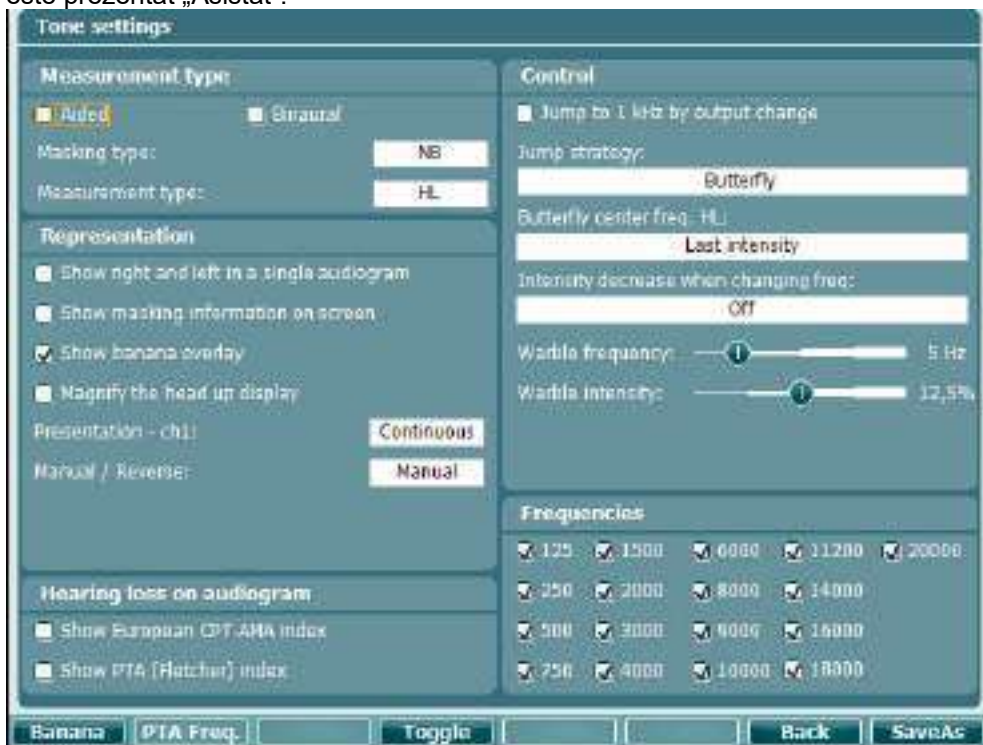 este prezentat „Asistat".
Tone settings
Measurement type
Aided
Binaural
Masking type:
NB
Measurement type:
HL
Representation
Show right and left in a single audiogram
Show masking information on screen
Show banana overlay
Magnify the head up display
Presentation - ch1:
Continuous
Manual / Reverse:
Manual
Hearing loss on audiogram
Show European CPT-AMA index
Show PTA (Fletcher) index
Control
Jump to 1 kHz by output change
Jump strategy:
Butterfly
Butterfly center freq. HL:
Last intensity
Intensity decrease when changing freq:
Off
Warble frequency:
5 Hz
Warble intensity:
12,5%
Frequencies
125 1500 6000 11200 20000
250 2000 8000 14000
500 3000 9000 16000
750 4000 10000 18000
Banana PTA Freq. Toggle Back SaveAs